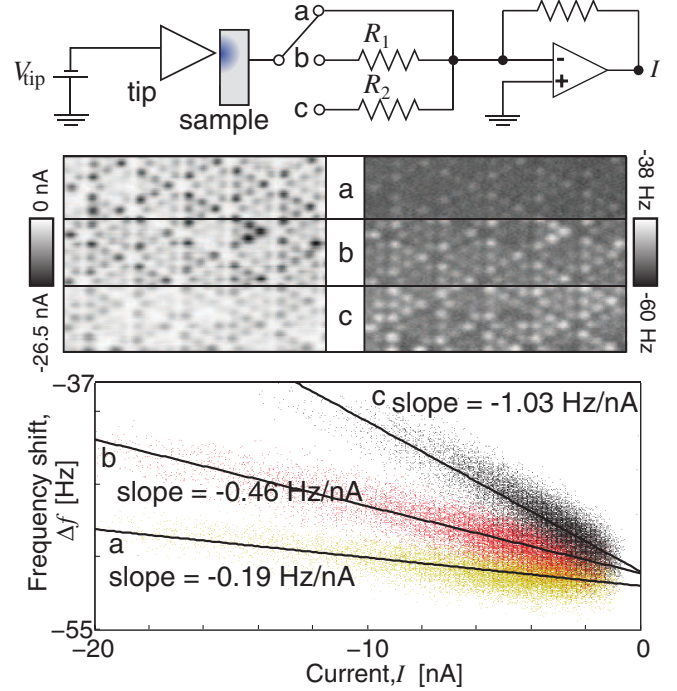 a
R1
V_tip
b
-
I
+
R2
tip
c
sample
0 nA
-26.5 nA
a
b
c
-38 Hz
-60 Hz
-37
c slope = -1.03 Hz/nA
b
slope = -0.46 Hz/nA
a
slope = -0.19 Hz/nA
Frequency shift,
Δf [Hz]
-55
-20
-10
0
Current, I [nA]